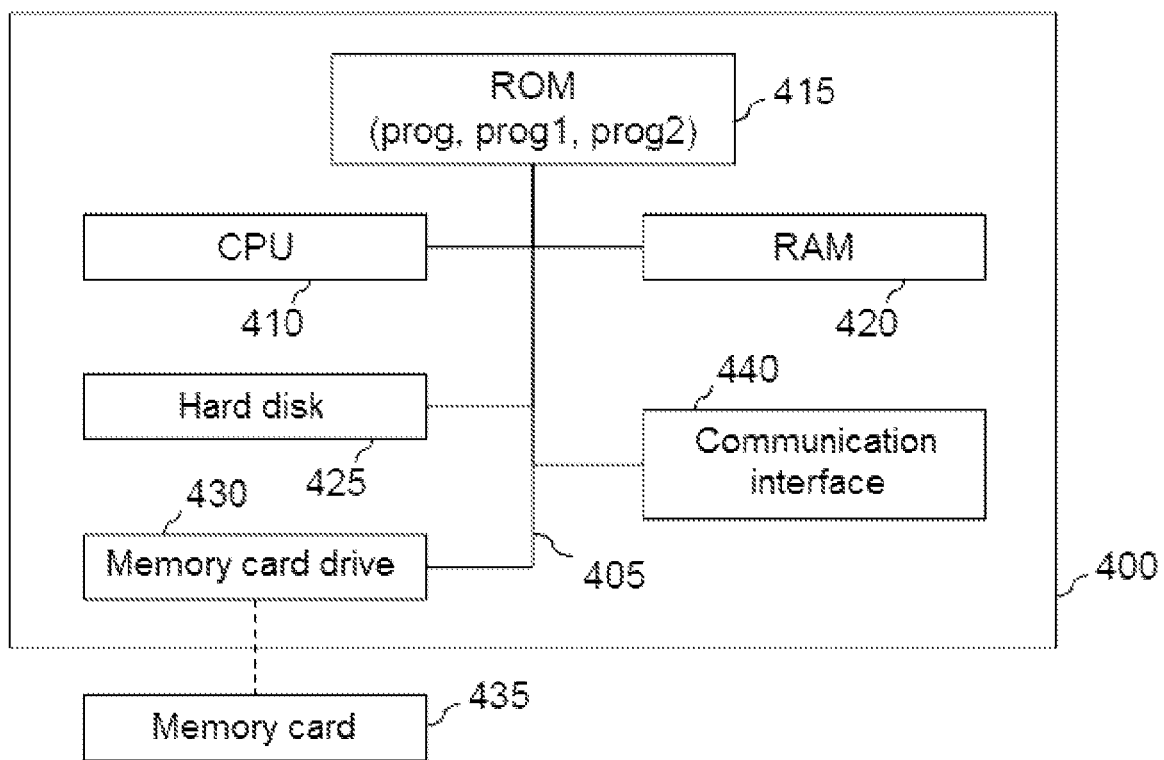 ROM
(prog, prog1, prog2)
415
CPU
RAM
410
420
440
Hard disk
Communication
interface
425
430
Memory card drive
405
400
Memory card
435